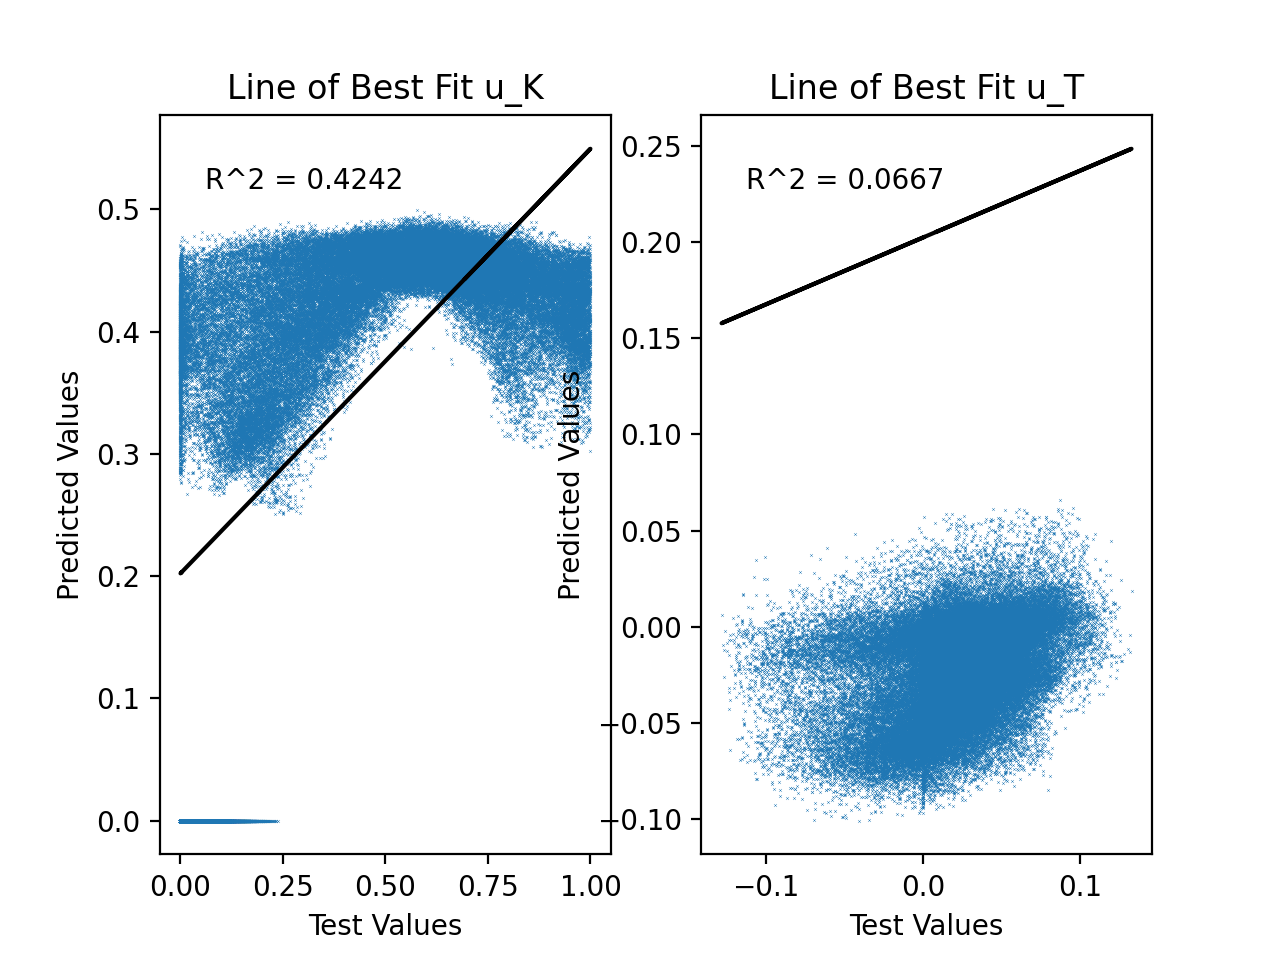 Line of Best Fit u_K
R^2 = 0.4242
0.5
0.4
0.3
0.2
0.1
0.0
Predicted Values
0.00 0.25 0.50 0.75 1.00
Test Values
Line of Best Fit u_T
R^2 = 0.0667
0.25
0.20
0.15
0.10
0.05
0.00
−0.05
−0.10
Predicted Values
−0.1 0.0 0.1
Test Values